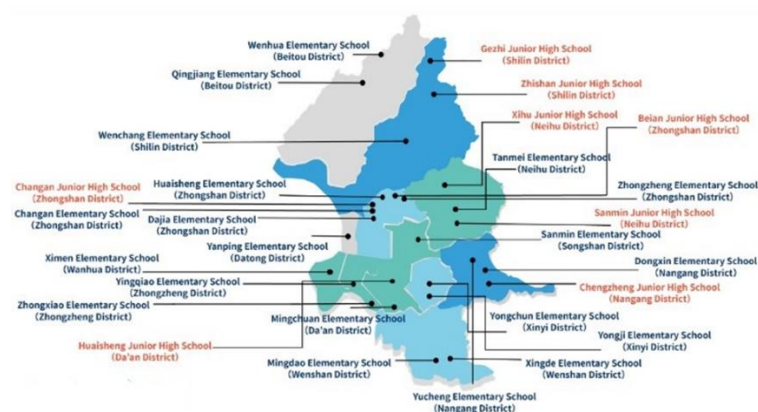 Wenhua Elementary School
(Beitou District)
Gezhi Junior High School
(Shilin District)
Qingjiang Elementary School
(Beitou District)
Zhishan Junior High School
(Shilin District)
Xihu Junior High School
(Neihu District)
Beian Junior High School
(Zhongshan District)
Wenchang Elementary School
(Shilin District)
Tanmei Elementary School
(Neihu District)
Huaisheng Elementary School
(Zhongshan District)
Zhongzheng Elementary School
(Zhongshan District)
Changan Junior High School
(Zhongshan District)
Changan Elementary School
(Zhongshan District)
Dajia Elementary School
(Zhongshan District)
Sanmin Junior High School
(Neihu District)
Sanmin Elementary School
(Songshan District)
Yanping Elementary School
(Datong District)
Ximen Elementary School
(Wanhua District)
Dongxin Elementary School
(Nangang District)
Yingqiao Elementary School
(Zhongzheng District)
Chengzheng Junior High School
(Nangang District)
Zhongxiao Elementary School
(Zhongzheng District)
Mingchuan Elementary School
(Da'an District)
Yongchun Elementary School
(Xinyi District)
Yongji Elementary School
(Xinyi District)
Huaisheng Junior High School
(Da'an District)
Mingdao Elementary School
(Wenshan District)
Xingde Elementary School
(Wenshan District)
Yucheng Elementary School
(Nangang District)